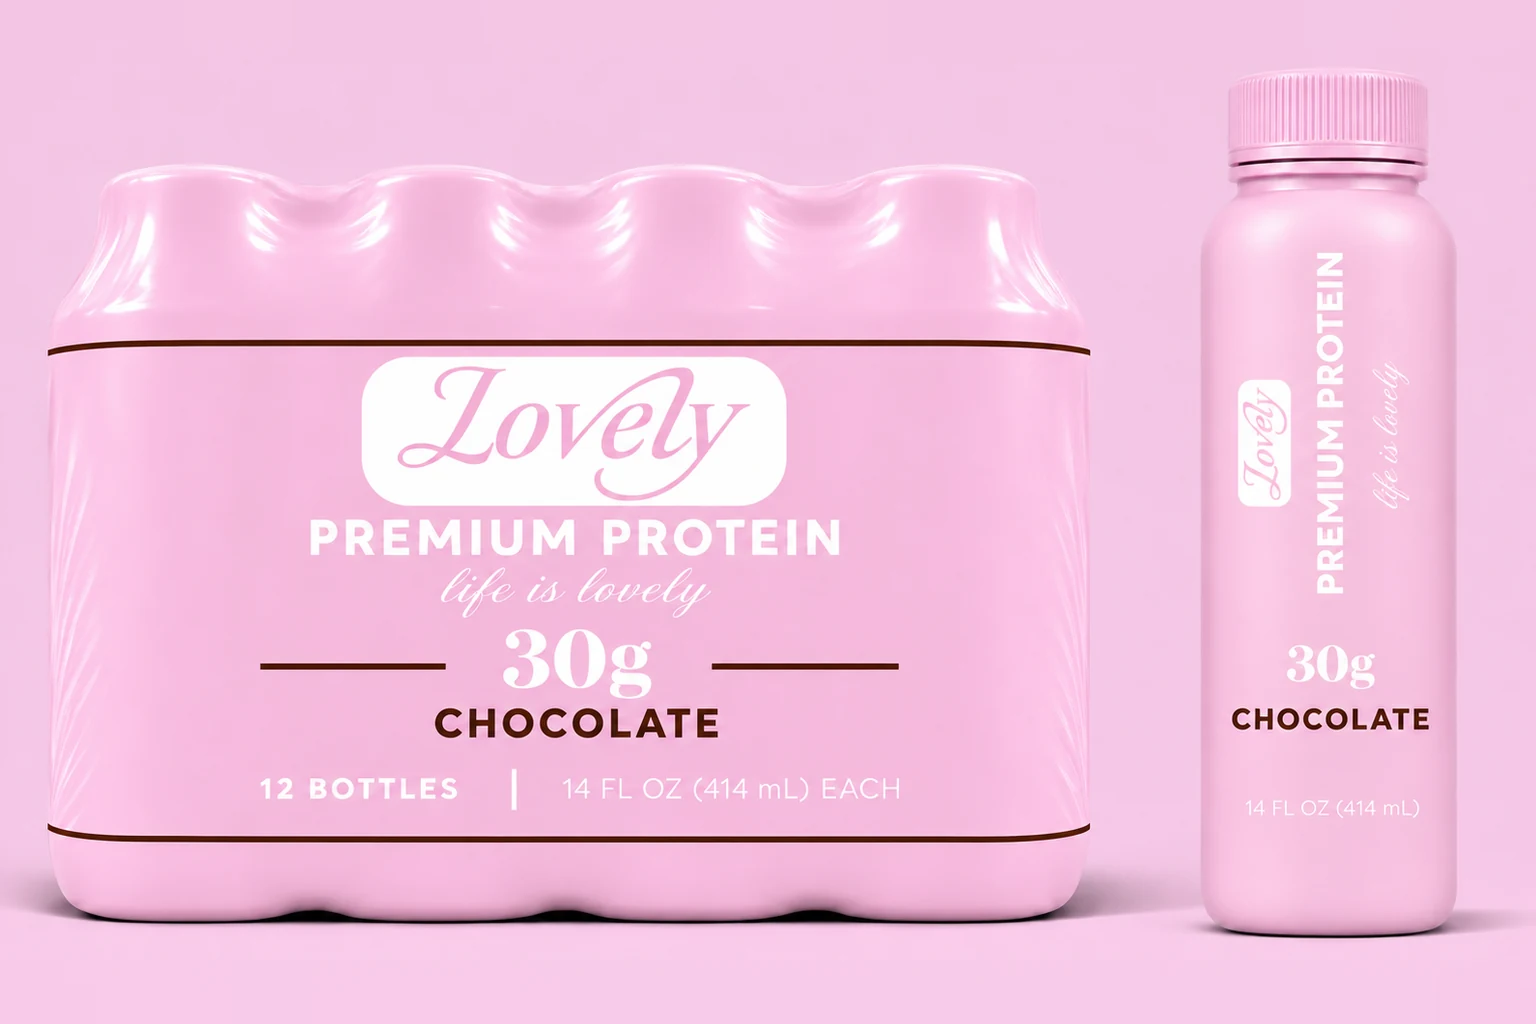 Lovely
PREMIUM PROTEIN
life is lovely
30g
CHOCOLATE
12 BOTTLES | 14 FL OZ (414 mL) EACH
Lovely
PREMIUM PROTEIN
life is lovely
30g
CHOCOLATE
14 FL OZ (414 mL)